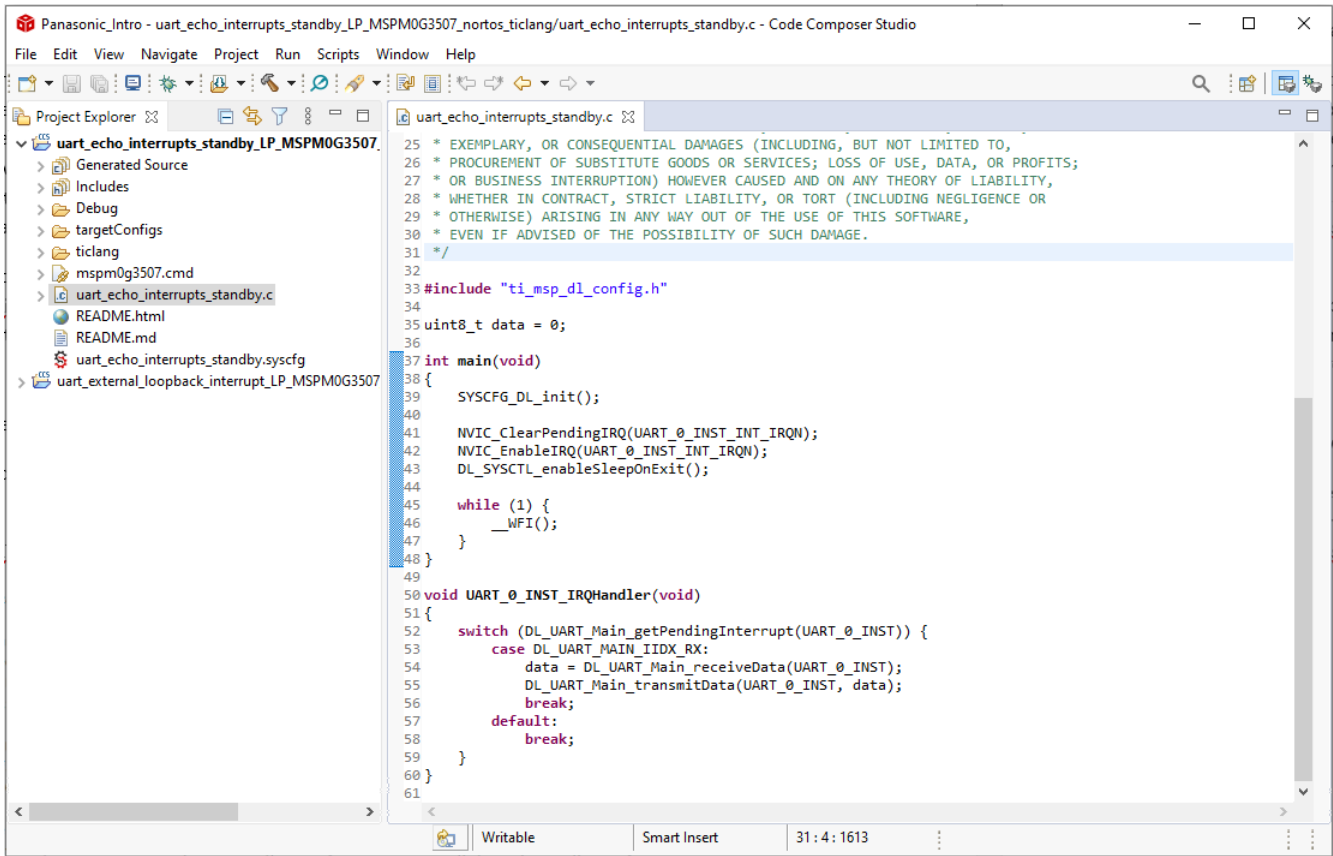 Panasonic_Intro - uart_echo_interrupts_standby_LP_MSPM0G3507_nortos_ticlang/uart_echo_interrupts_standby.c - Code Composer Studio
File Edit View Navigate Project Run Scripts Window Help
Project Explorer
uart_echo_interrupts_standby_LP_MSPM0G3507_
Generated Source
Includes
Debug
targetConfigs
ticlang
mspm0g3507.cmd
uart_echo_interrupts_standby.c
README.html
README.md
uart_echo_interrupts_standby.syscfg
uart_external_loopback_interrupt_LP_MSPM0G3507
uart_echo_interrupts_standby.c
25 * EXEMPLARY, OR CONSEQUENTIAL DAMAGES (INCLUDING, BUT NOT LIMITED TO,
26 * PROCUREMENT OF SUBSTITUTE GOODS OR SERVICES; LOSS OF USE, DATA, OR PROFITS;
27 * OR BUSINESS INTERRUPTION) HOWEVER CAUSED AND ON ANY THEORY OF LIABILITY,
28 * WHETHER IN CONTRACT, STRICT LIABILITY, OR TORT (INCLUDING NEGLIGENCE OR
29 * OTHERWISE) ARISING IN ANY WAY OUT OF THE USE OF THIS SOFTWARE,
30 * EVEN IF ADVISED OF THE POSSIBILITY OF SUCH DAMAGE.
31 */
32
33 #include "ti_msp_dl_config.h"
34
35 uint8_t data = 0;
36
37 int main(void)
38 {
39     SYSCFG_DL_init();
40
41     NVIC_ClearPendingIRQ(UART_0_INST_INT_IRQN);
42     NVIC_EnableIRQ(UART_0_INST_INT_IRQN);
43     DL_SYSCTL_enableSleepOnExit();
44
45     while (1) {
46         __WFI();
47     }
48 }
49
50 void UART_0_INST_IRQHandler(void)
51 {
52     switch (DL_UART_Main_getPendingInterrupt(UART_0_INST)) {
53         case DL_UART_MAIN_IIDX_RX:
54             data = DL_UART_Main_receiveData(UART_0_INST);
55             DL_UART_Main_transmitData(UART_0_INST, data);
56             break;
57         default:
58             break;
59     }
60 }
61
Writable Smart Insert 31 : 4 : 1613